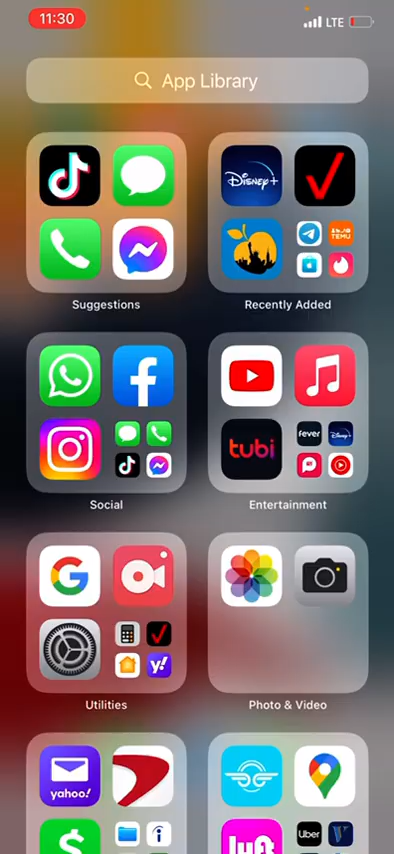 11:30
LTE
App Library
Disney+
TEMU
Suggestions
Recently Added
tubi
fever
Disney+
Social
Entertainment
G
y!
Utilities
Photo & Video
yahoo!
$
lyft
Uber